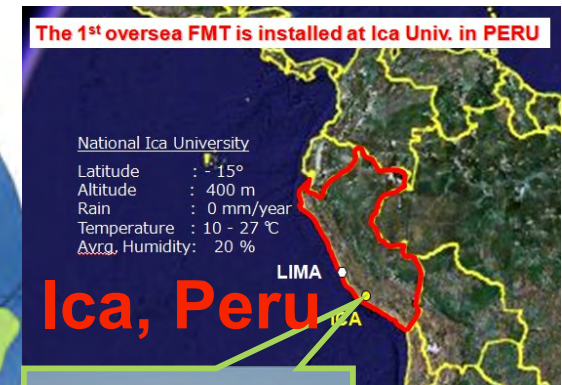 The 1st oversea FMT is installed at Ica Univ. in PERU
National Ica University
Latitude : - 15°
Altitude : 400 m
Rain : 0 mm/year
Temperature : 10 - 27 ℃
Avrg, Humidity: 20 %
LIMA
Ica, Peru
ICA